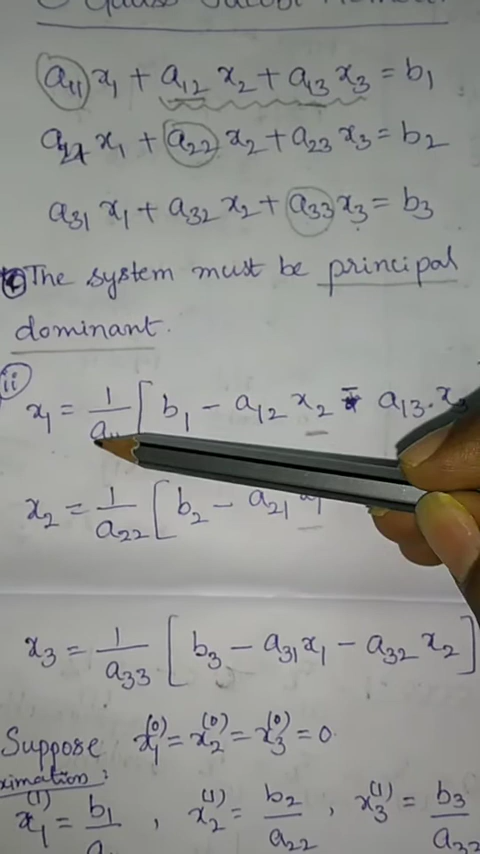 a₁₁ x₁ + a₁₂ x₂ + a₁₃ x₃ = b₁
a₂₁ x₁ + a₂₂ x₂ + a₂₃ x₃ = b₂
a₃₁ x₁ + a₃₂ x₂ + a₃₃ x₃ = b₃
The system must be principal
dominant.
ii
x₁ = 1/a₁₁ [ b₁ - a₁₂ x₂ - a₁₃ . x₃
x₂ = 1/a₂₂ [ b₂ - a₂₁
x₃ = 1/a₃₃ [ b₃ - a₃₁ x₁ - a₃₂ x₂ ]
Suppose x₁⁽⁰⁾ = x₂⁽⁰⁾ = x₃⁽⁰⁾ = 0
ximation :
x₁⁽¹⁾ = b₁/a , x₂⁽¹⁾ = b₂/a₂₂ , x₃⁽¹⁾ = b₃/a₃₃